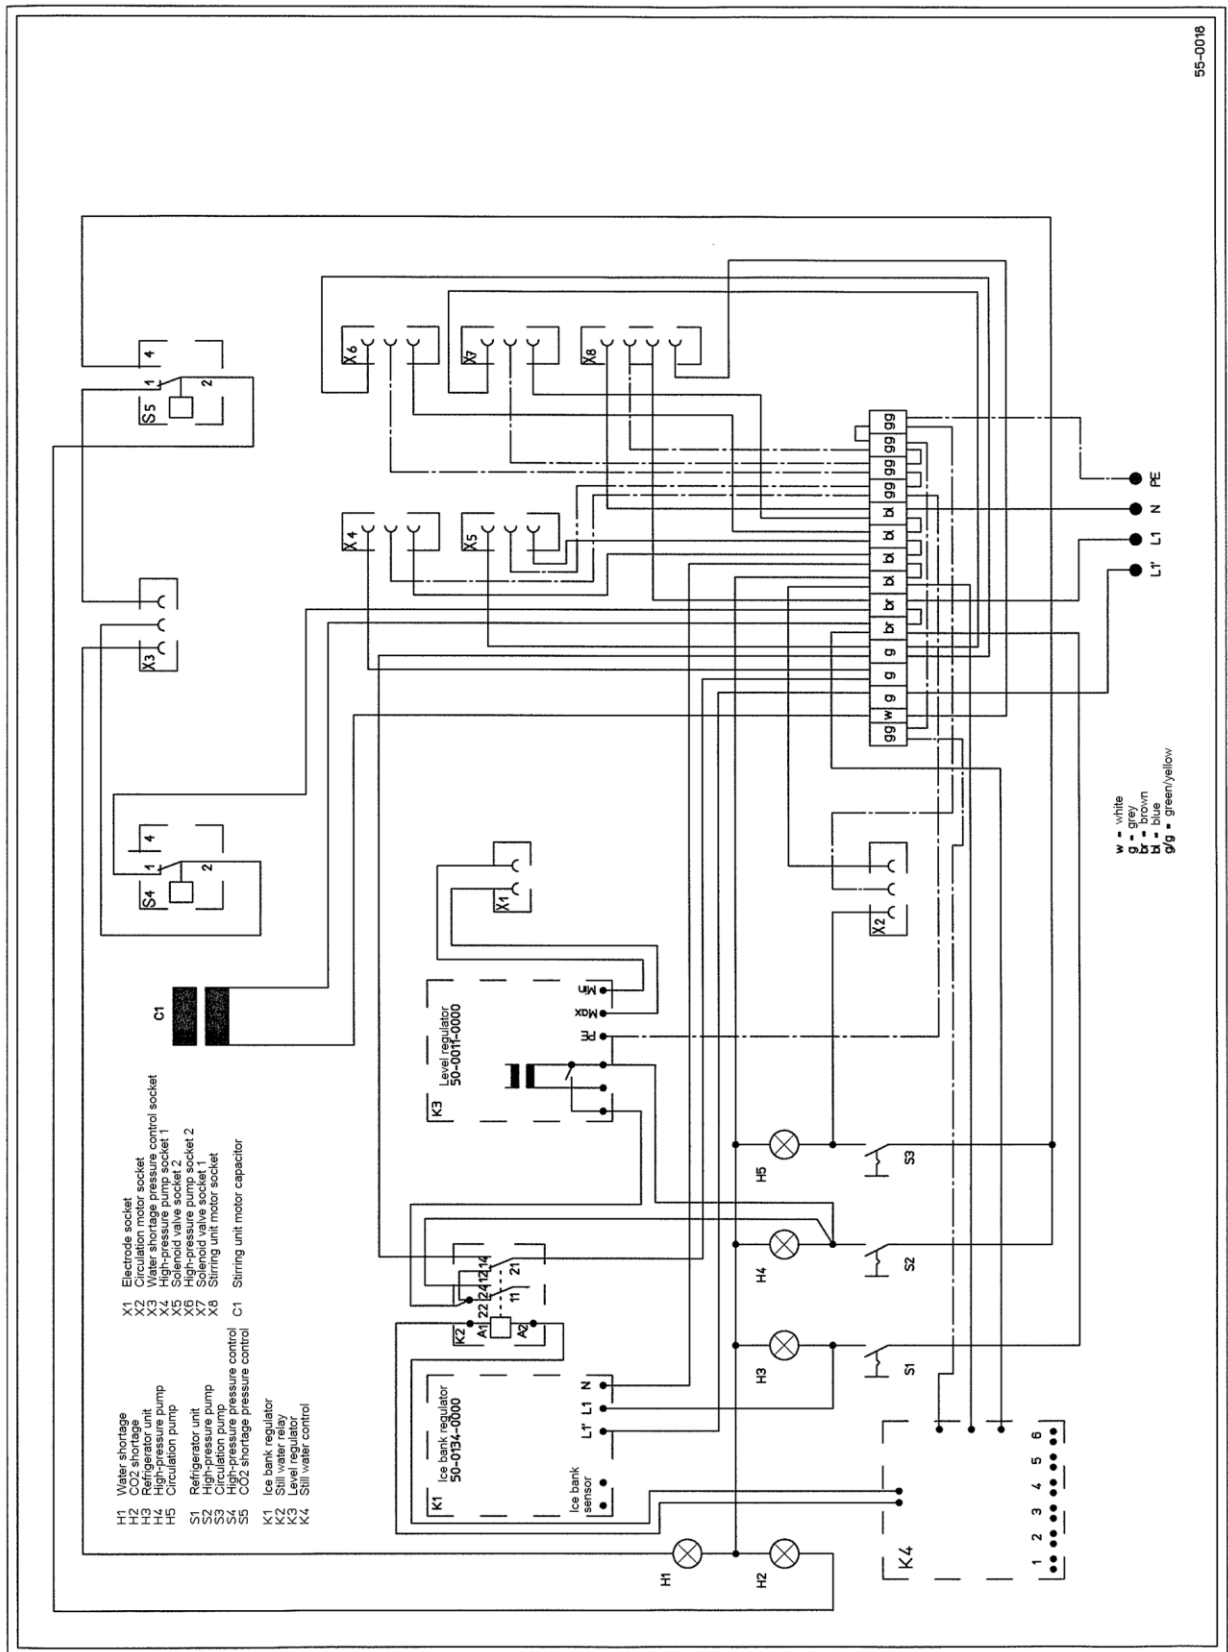 H1 Water shortage
H2 CO2 shortage
H3 Refrigerator unit
H4 High-pressure pump
H5 Circulation pump
S1 Refrigerator unit
S2 High-pressure pump
S3 Circulation pump
S4 High-pressure pressure control
S5 CO2 shortage pressure control
K1 Ice bank regulator
K2 Still water relay
K3 Level regulator
K4 Still water control
X1 Electrode socket
X2 Circulation motor socket
X3 Water shortage pressure control socket
X4 High-pressure pump socket 1
X5 Solenoid valve socket 2
X6 High-pressure pump socket 2
X7 Solenoid valve socket 1
X8 Stirring unit motor socket
C1 Stirring unit motor capacitor
C1
S4
1
4
2
X3
S5
1
4
2
K1
Ice bank regulator
50-0134-0000
Ice bank
sensor
L1'
L1
N
K2
A1
A2
22
24
12
14
11
21
K3
Level regulator
50-0011-0000
PE
Max
Min
X1
X4
X5
X6
X7
X8
H1
H2
H3
H4
H5
S1
S2
S3
X2
gg
w
g
g
g
br
br
bl
bl
bl
bl
gg
gg
gg
gg
K4
1 2 3 4 5 6
L1'
L1
N
PE
w = white
g = grey
br = brown
bl = blue
g/g = green/yellow
55-0018